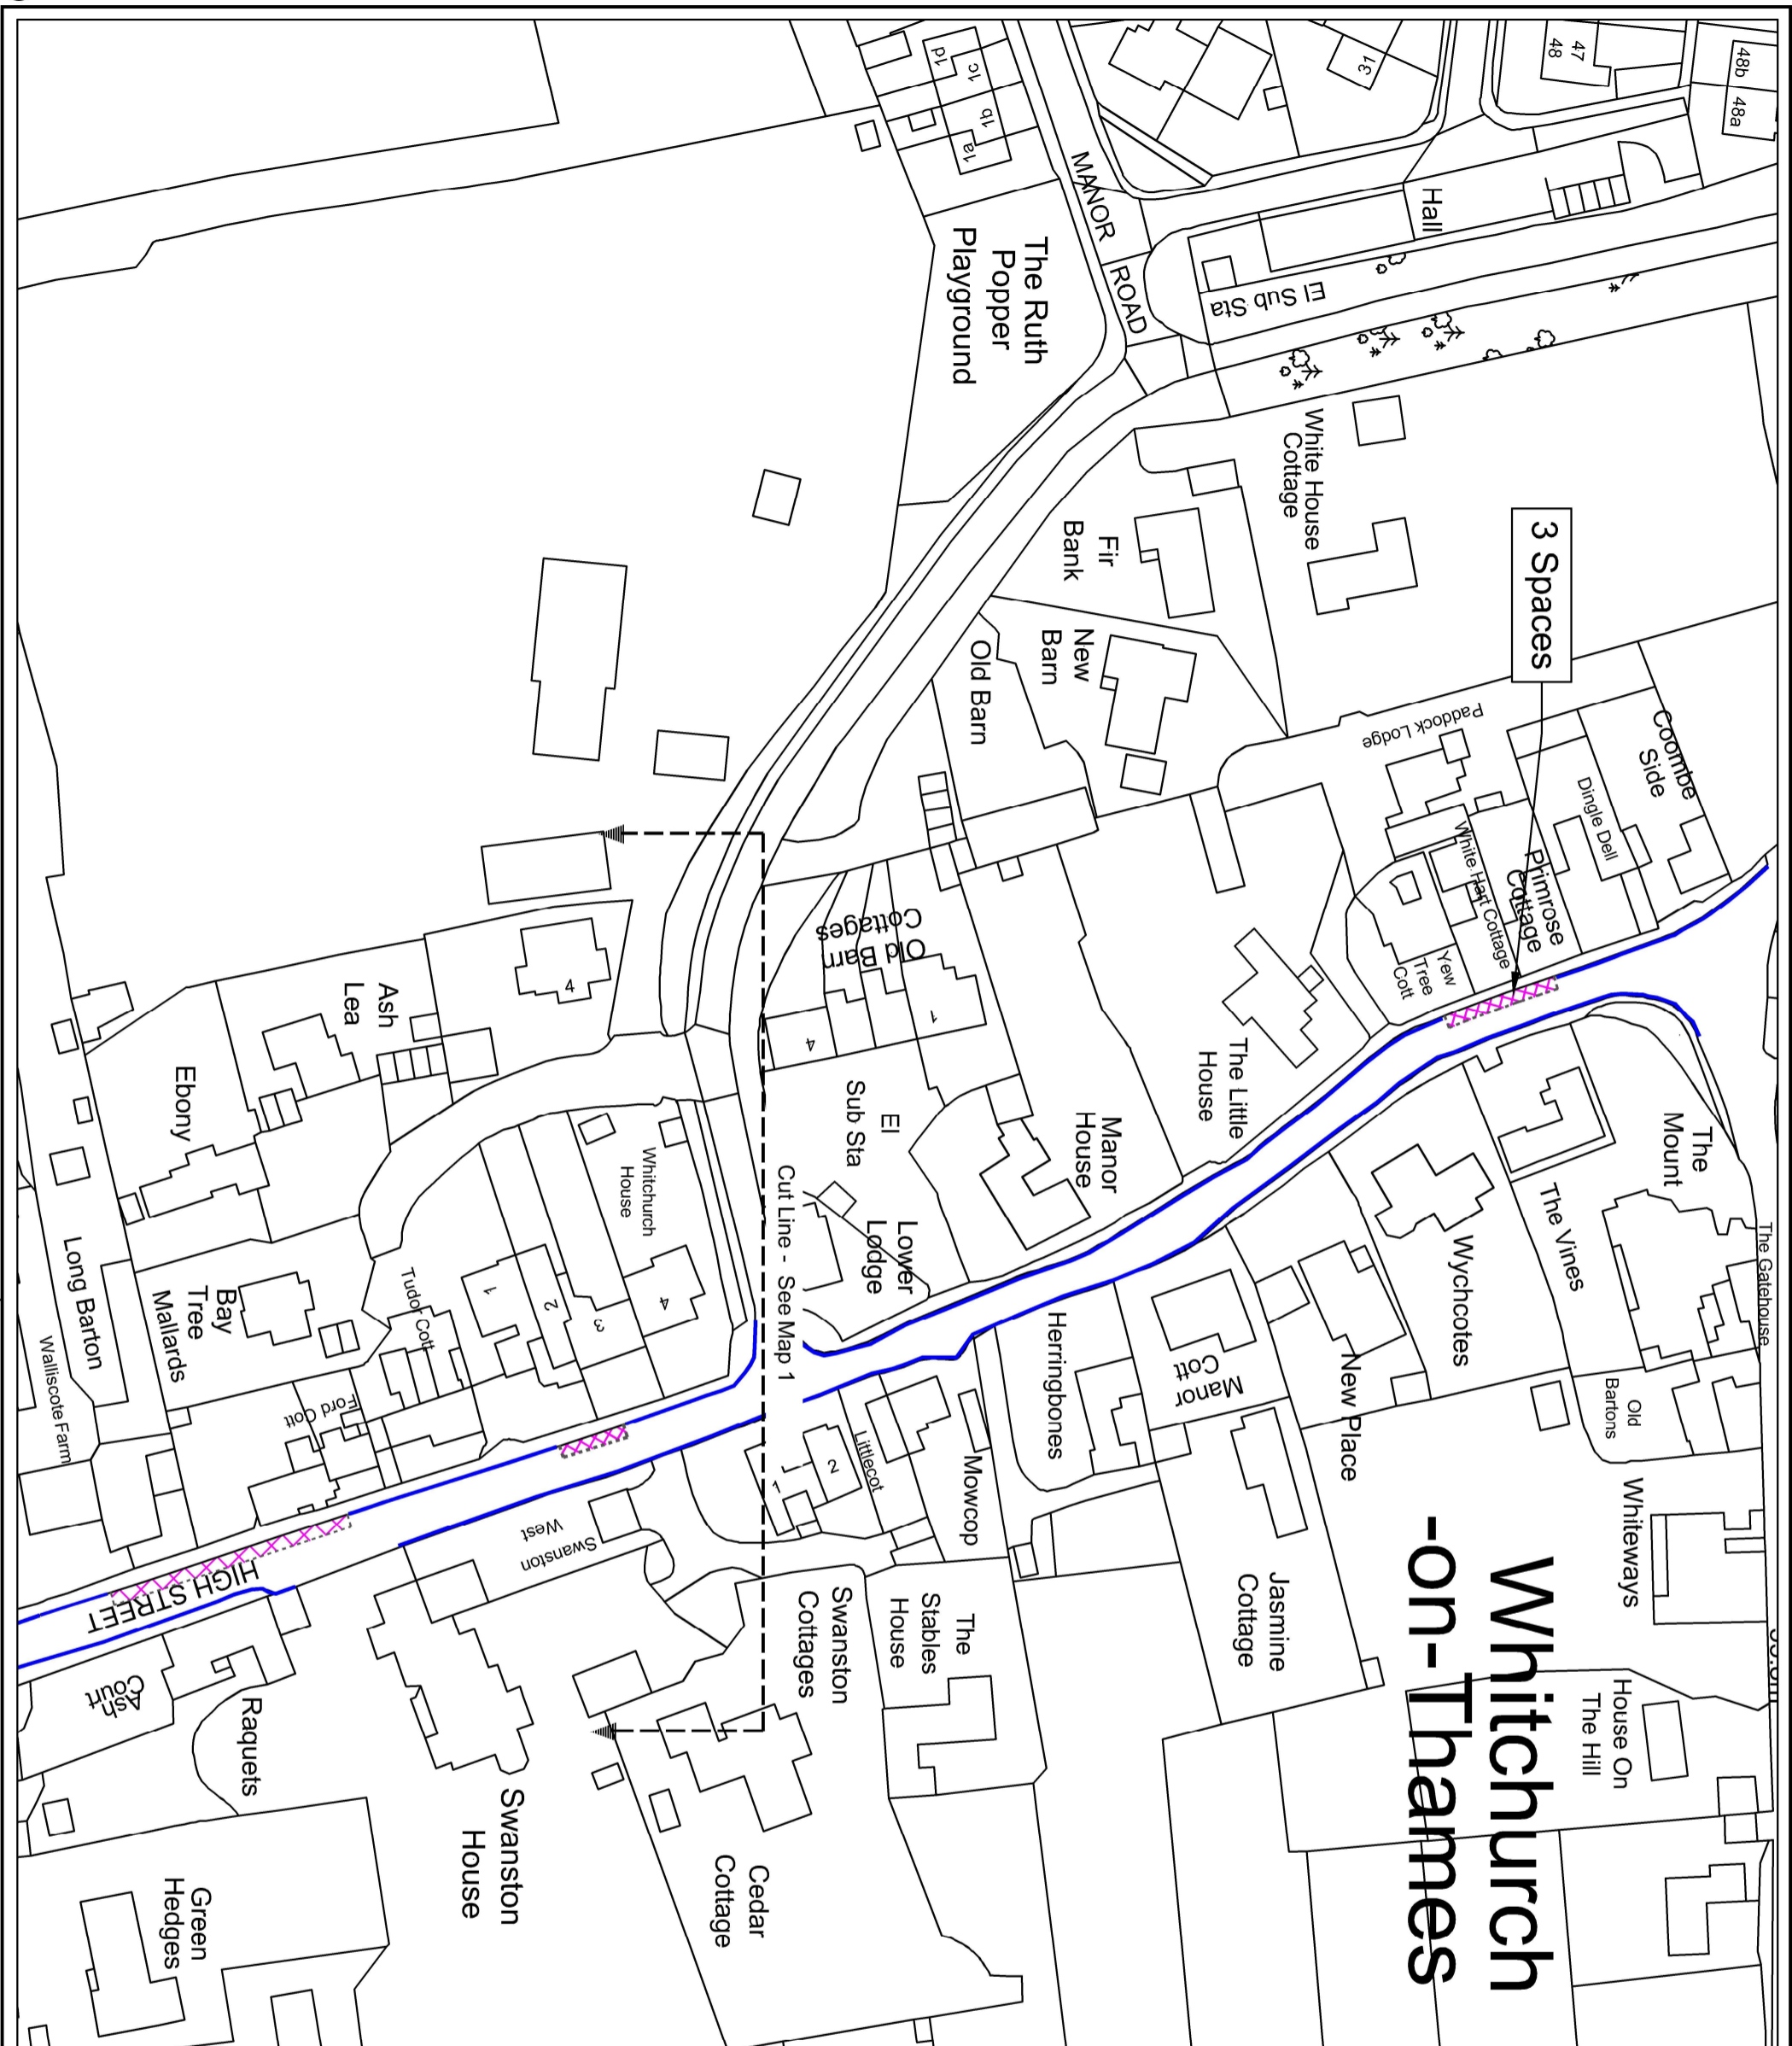 48b
48a
47
48
31
1d
1c
1b
1a
MANOR
ROAD
Hall
El Sub Sta
The Ruth
Popper
Playground
White House
Cottage
Fir
Bank
New
Barn
Old Barn
3 Spaces
Coombe
Side
Paddock Lodge
Dingle Dell
Primrose
Cottage
White Hart Cottage
Yew
Tree
Cott
Old Barn
Cottages
1
4
The Little
House
Manor
House
El
Sub Sta
Lower
Lodge
The
Mount
The Vines
The Gatehouse
Wychcotes
New Place
Manor
Cott
Herringbones
Old
Bartons
Whiteways
Cut Line - See Map 1
4
Ash
Lea
Ebony
Whitchurch
House
1
2
3
4
Tudor Cott
Bay
Tree
Mallards
Long Barton
Walliscote Farm
Ford Cott
HIGH STREET
1
2
Littlecot
Mowcop
Swanston
West
Swanston
Cottages
The
Stables
House
Jasmine
Cottage
Whitchurch
-on-Thames
House On
The Hill
Ash
Court
Raquets
Swanston
House
Cedar
Cottage
Green
Hedges